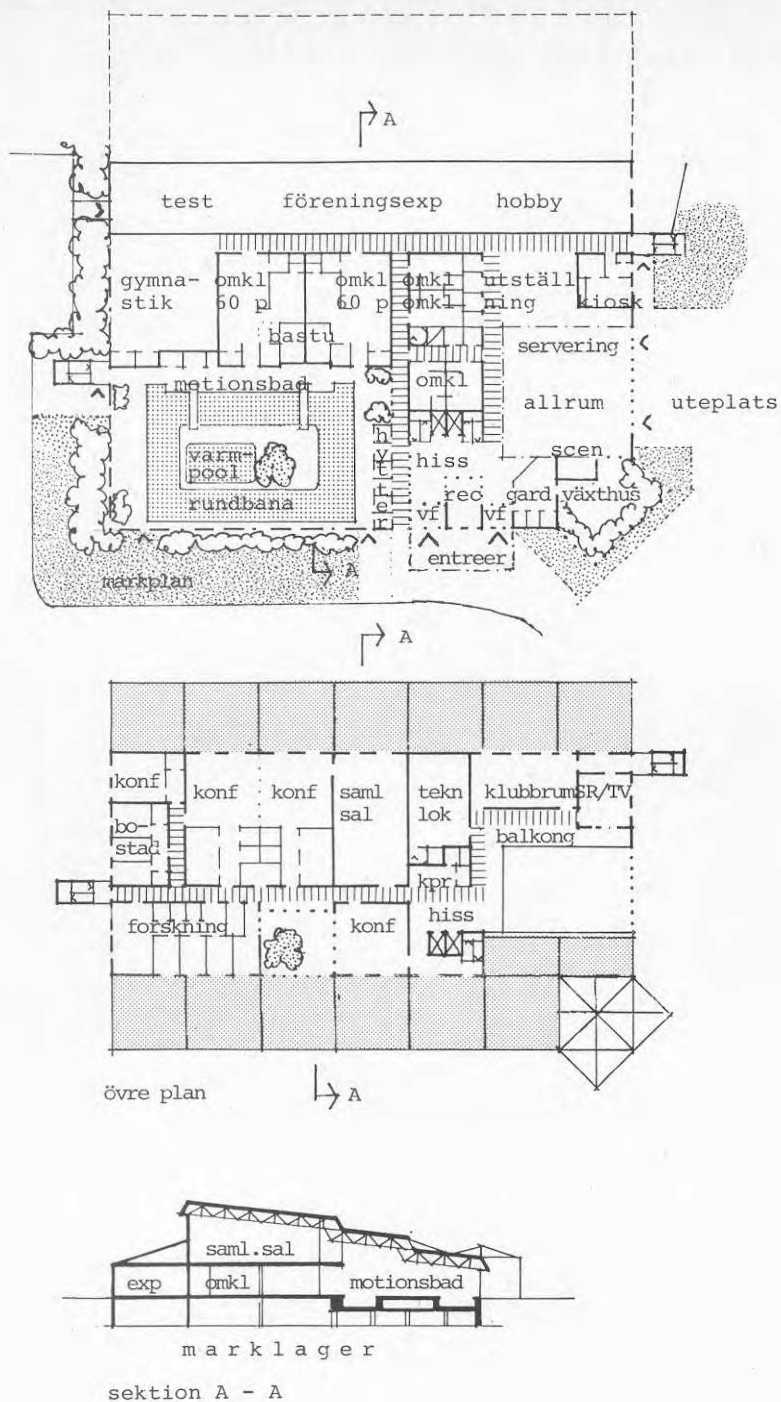 A
test föreningsexp hobby
gymna- omkl omkl omkl utställ
stik 60 p 60 p omkl ning kiosk
bastu servering
motionsbad omkl
allrum uteplats
varm- hytter hiss scen
pool rec gard växthus
rundbana vf vf
entreer
markplan A
A
konf konf konf saml tekn klubbrum SR/TV
sal lok
bo- balkong
stad kpr
hiss
forskning konf
övre plan A
saml.sal
exp omkl motionsbad
marklager
sektion A - A